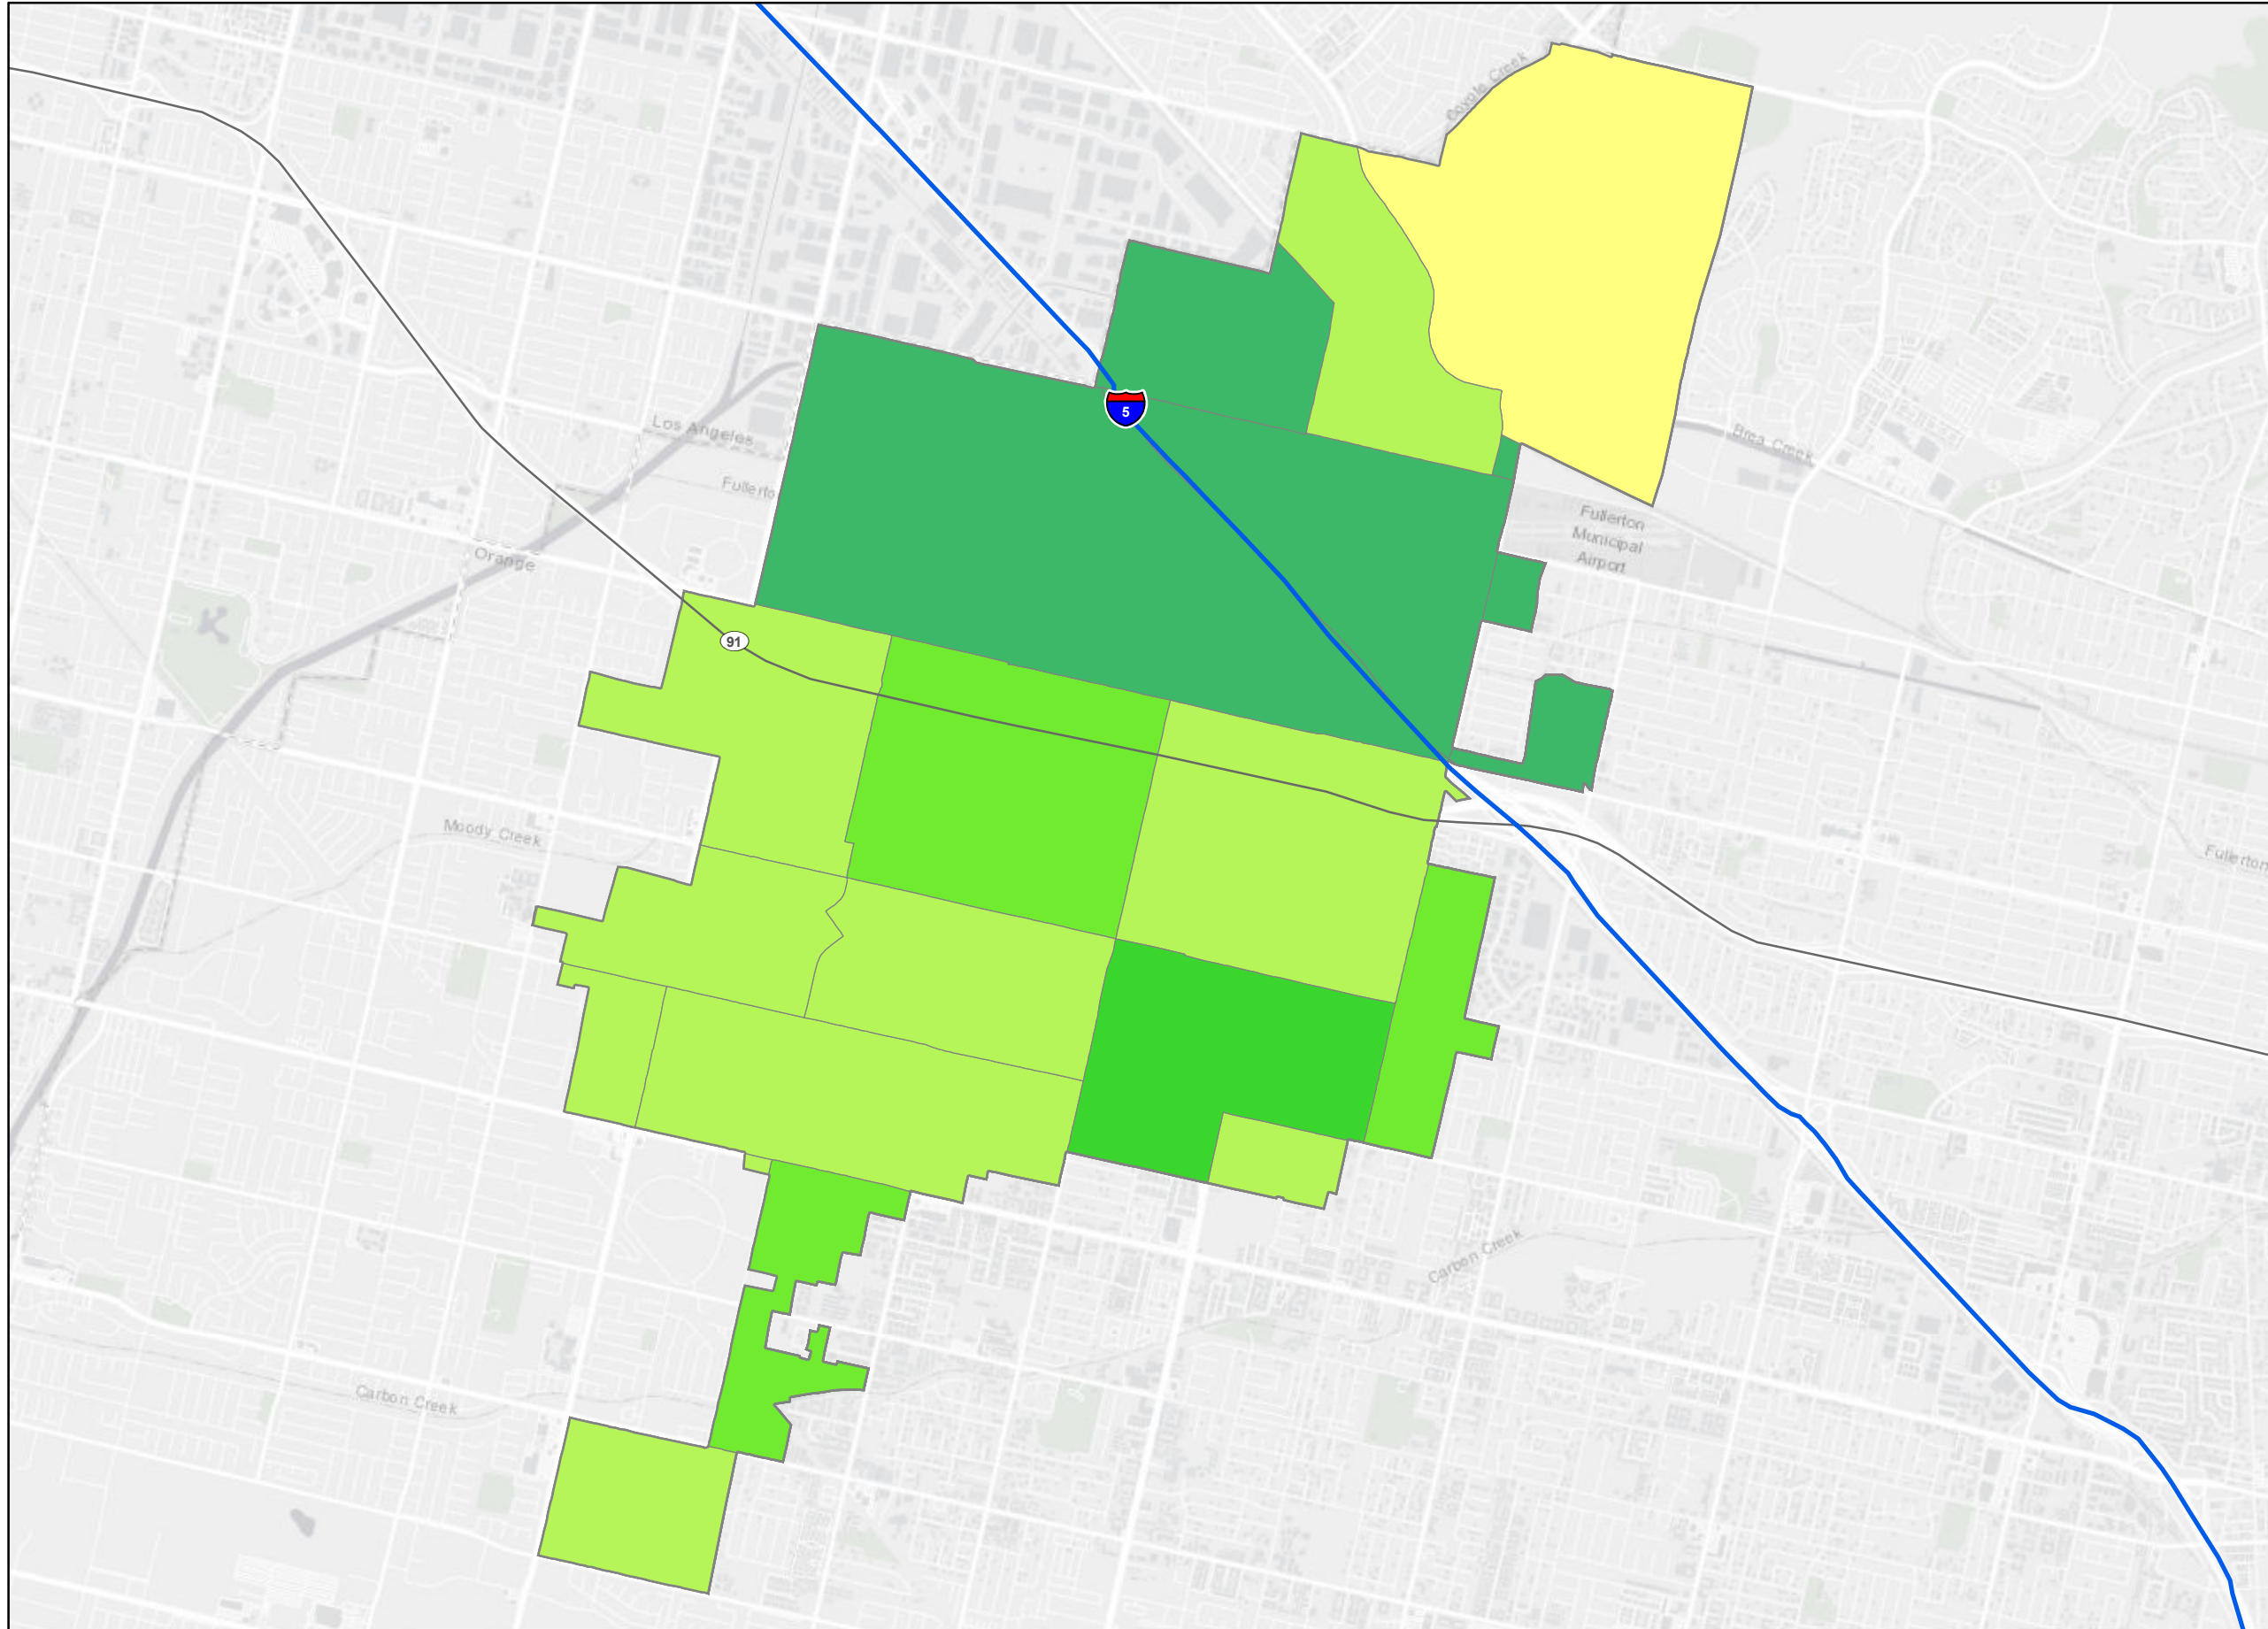 Coyote Creek
5
Los Angeles
Brea Creek
Fullerto
Fullerton
Municipal
Airport
Orange
91
Moody Creek
Fullerton
Carbon Creek
Carbon Creek